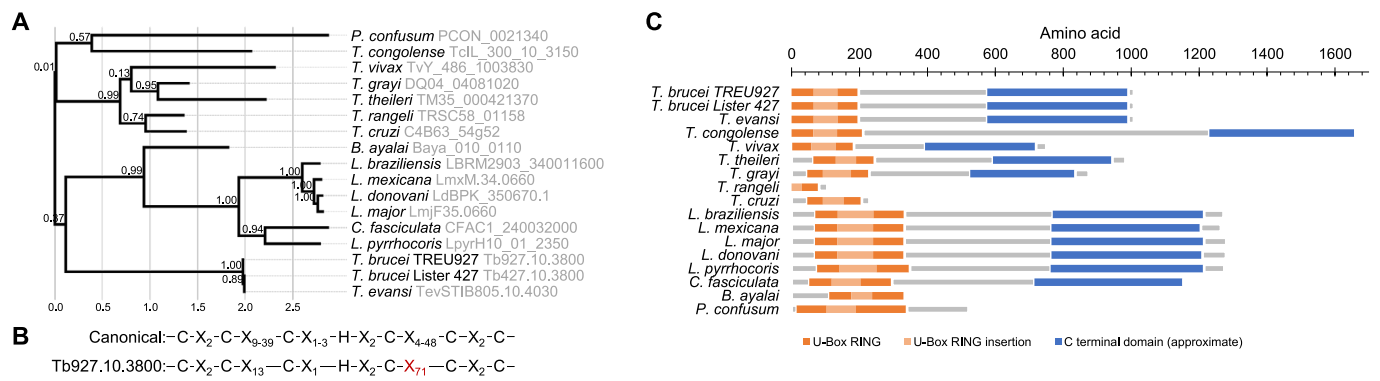 A
0.57
0.01
0.13
0.95
0.99
0.74
0.99
1.00
1.00
1.00
1.00
0.94
0.37
1.00
0.89
P. confusum PCON_0021340
T. congolense TcIL_300_10_3150
T. vivax TvY_486_1003830
T. grayi DQ04_04081020
T. theileri TM35_000421370
T. rangeli TRSC58_01158
T. cruzi C4B63_54g52
B. ayalai Baya_010_0110
L. braziliensis LBRM2903_340011600
L. mexicana LmxM.34.0660
L. donovani LdBPK_350670.1
L. major LmjF35.0660
C. fasciculata CFAC1_240032000
L. pyrrhocoris LpyrH10_01_2350
T. brucei TREU927 Tb927.10.3800
T. brucei Lister 427 Tb427.10.3800
T. evansi TevSTIB805.10.4030
0.0 0.5 1.0 1.5 2.0 2.5
B
Canonical:–C-X2-C-X9-39–C-X1-3–H-X2-C-X4-48–C-X2-C–
Tb927.10.3800:–C-X2-C-X13—C-X1—H-X2-C-X71—C-X2-C–
C
Amino acid
0 200 400 600 800 1000 1200 1400 1600
T. brucei TREU927
T. brucei Lister 427
T. evansi
T. congolense
T. vivax
T. theileri
T. grayi
T. rangeli
T. cruzi
L. braziliensis
L. mexicana
L. major
L. donovani
L. pyrrhocoris
C. fasciculata
B. ayalai
P. confusum
U-Box RING U-Box RING insertion C terminal domain (approximate)